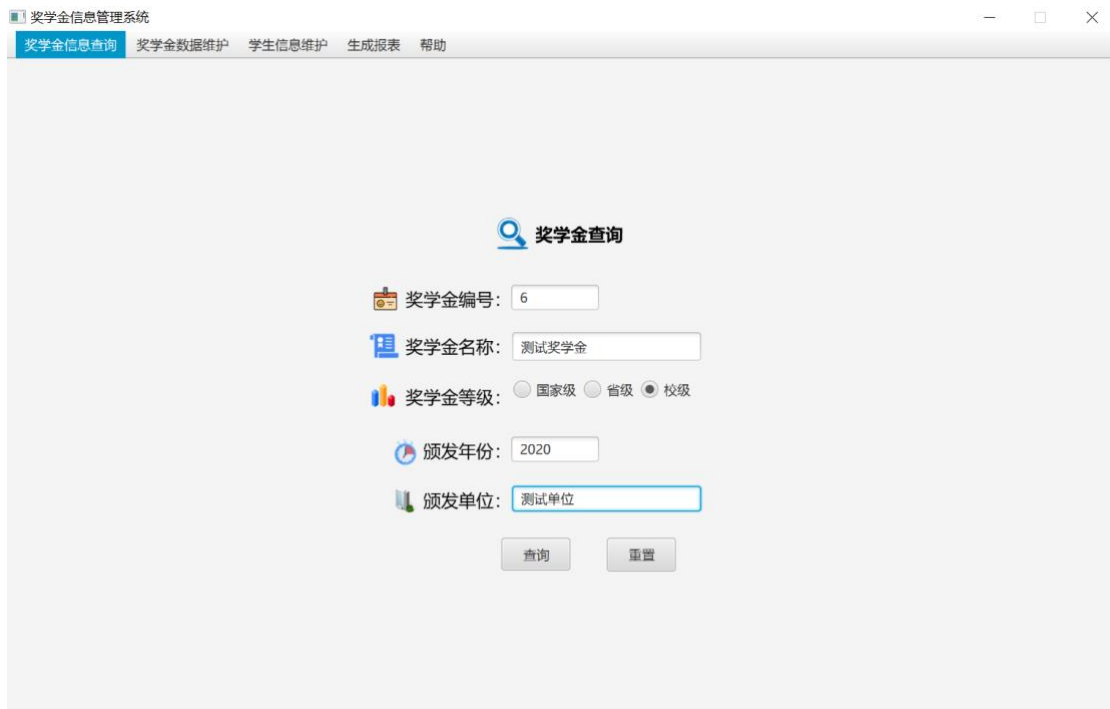 奖学金信息管理系统
奖学金信息查询 奖学金数据维护 学生信息维护 生成报表 帮助
奖学金查询
奖学金编号： 6
奖学金名称： 测试奖学金
奖学金等级： 国家级 省级 校级
颁发年份： 2020
颁发单位： 测试单位
查询 重置